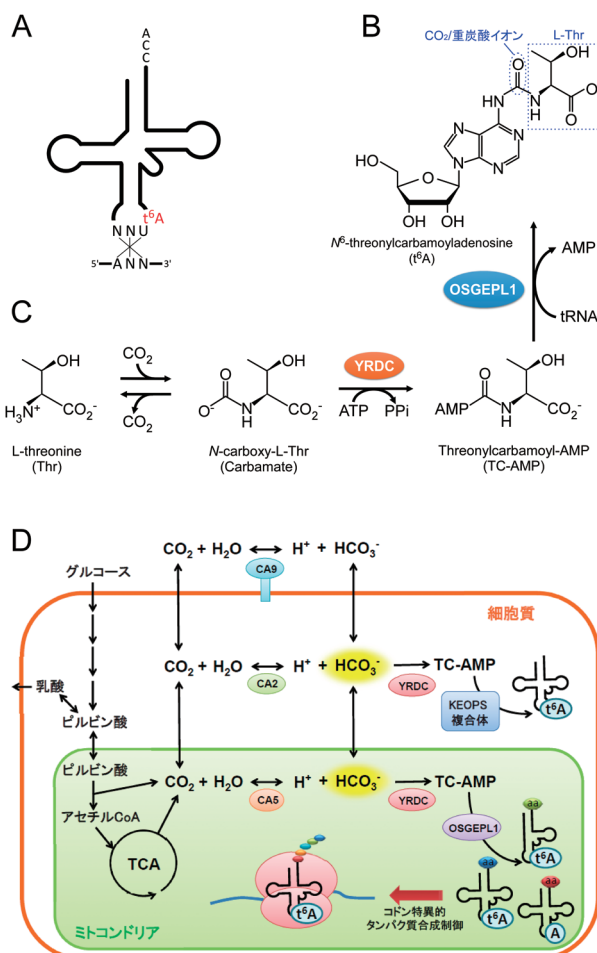 A
A
C
C
t⁶A
N N U
5' A N N 3'
B
CO₂/重炭酸イオン
L-Thr
O
OH
NH
N
H
O
O
N
N
N
N
HO
O
OH OH
N⁶-threonylcarbamoyladenosine
(t⁶A)
OSGEPL1
AMP
tRNA
C
OH
H₃N⁺
CO₂⁻
L-threonine
(Thr)
CO₂
CO₂
O
O⁻
N
H
OH
CO₂⁻
N-carboxy-L-Thr
(Carbamate)
YRDC
ATP PPi
O
AMP
N
H
OH
CO₂⁻
Threonylcarbamoyl-AMP
(TC-AMP)
D
CO₂ + H₂O H⁺ + HCO₃⁻
CA9
グルコース
細胞質
CO₂ + H₂O H⁺ + HCO₃⁻ TC-AMP
CA2
YRDC
KEOPS
複合体
t⁶A
乳酸
ピルビン酸
ピルビン酸
CO₂ + H₂O H⁺ + HCO₃⁻ TC-AMP
CA5
YRDC
OSGEPL1
アセチルCoA
TCA
aa
t⁶A
t⁶A
コドン特異的
タンパク質合成制御
aa
t⁶A
aa
A
ミトコンドリア